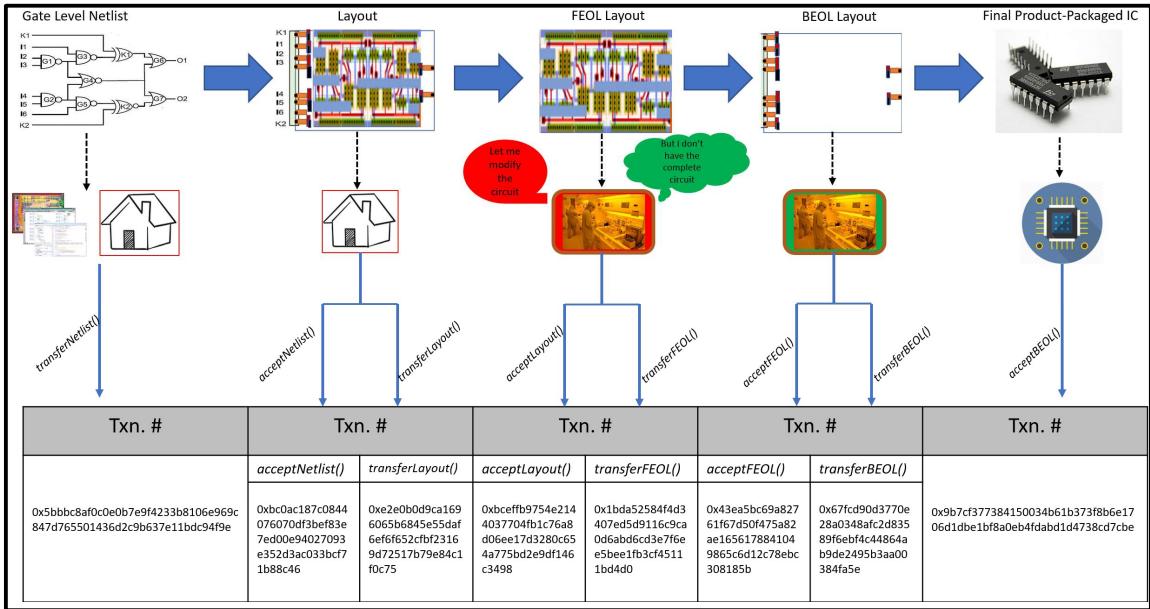 Gate Level Netlist
Layout
FEOL Layout
BEOL Layout
Final Product-Packaged IC
K1
I1
I2
I3
I4
I5
I6
K2
G1
G2
G3
G4
G5
K1
K2
G6
G7
O1
O2
K1
I1
I2
I3
I4
I5
I6
K2
Let me
modify
the
circuit
But I don't
have the
complete
circuit
transferNetlist()
acceptNetlist()
transferLayout()
acceptLayout()
transferFEOL()
acceptFEOL()
transferBEOL()
acceptBEOL()
Txn. #
Txn. #
Txn. #
Txn. #
Txn. #
acceptNetlist()
transferLayout()
acceptLayout()
transferFEOL()
acceptFEOL()
transferBEOL()
0x5bbbc8af0c0e0b7e9f4233b8106e969c
847d765501436d2c9b637e11bdc94f9e
0xbc0ac187c0844
076070df3bef83e
7ed00e94027093
e352d3ac033bcf7
1b88c46
0xe2e0b0d9ca169
6065b6845e55daf
6ef6f652cfbf2316
9d72517b79e84c1
f0c75
0xbceffb9754e214
4037704fb1c76a8
d06ee17d3280c65
4a775bd2e9df146
c3498
0x1bda52584f4d3
407ed5d9116c9ca
0d6abd6cd3e7f6e
e5bee1fb3cf4511
1bd4d0
0x43ea5bc69a827
61f67d50f475a82
ae165617884104
9865c6d12c78ebc
308185b
0x67fcd90d3770e
28a0348afc2d835
89f6ebf4c44864a
b9de2495b3aa00
384fa5e
0x9b7cf377384150034b61b373f8b6e17
06d1dbe1bf8a0eb4fdabd1d4738cd7cbe